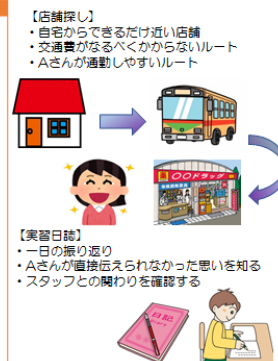 【店舗探し】
・自宅からできるだけ近い店舗
・交通費がなるべくかからないルート
・Aさんが通勤しやすいルート
〇〇ドラッグ
【実習日誌】
・一日の振り返り
・Aさんが直接伝えられなかった思いを知る
・スタッフとの関わりを確認する
日記